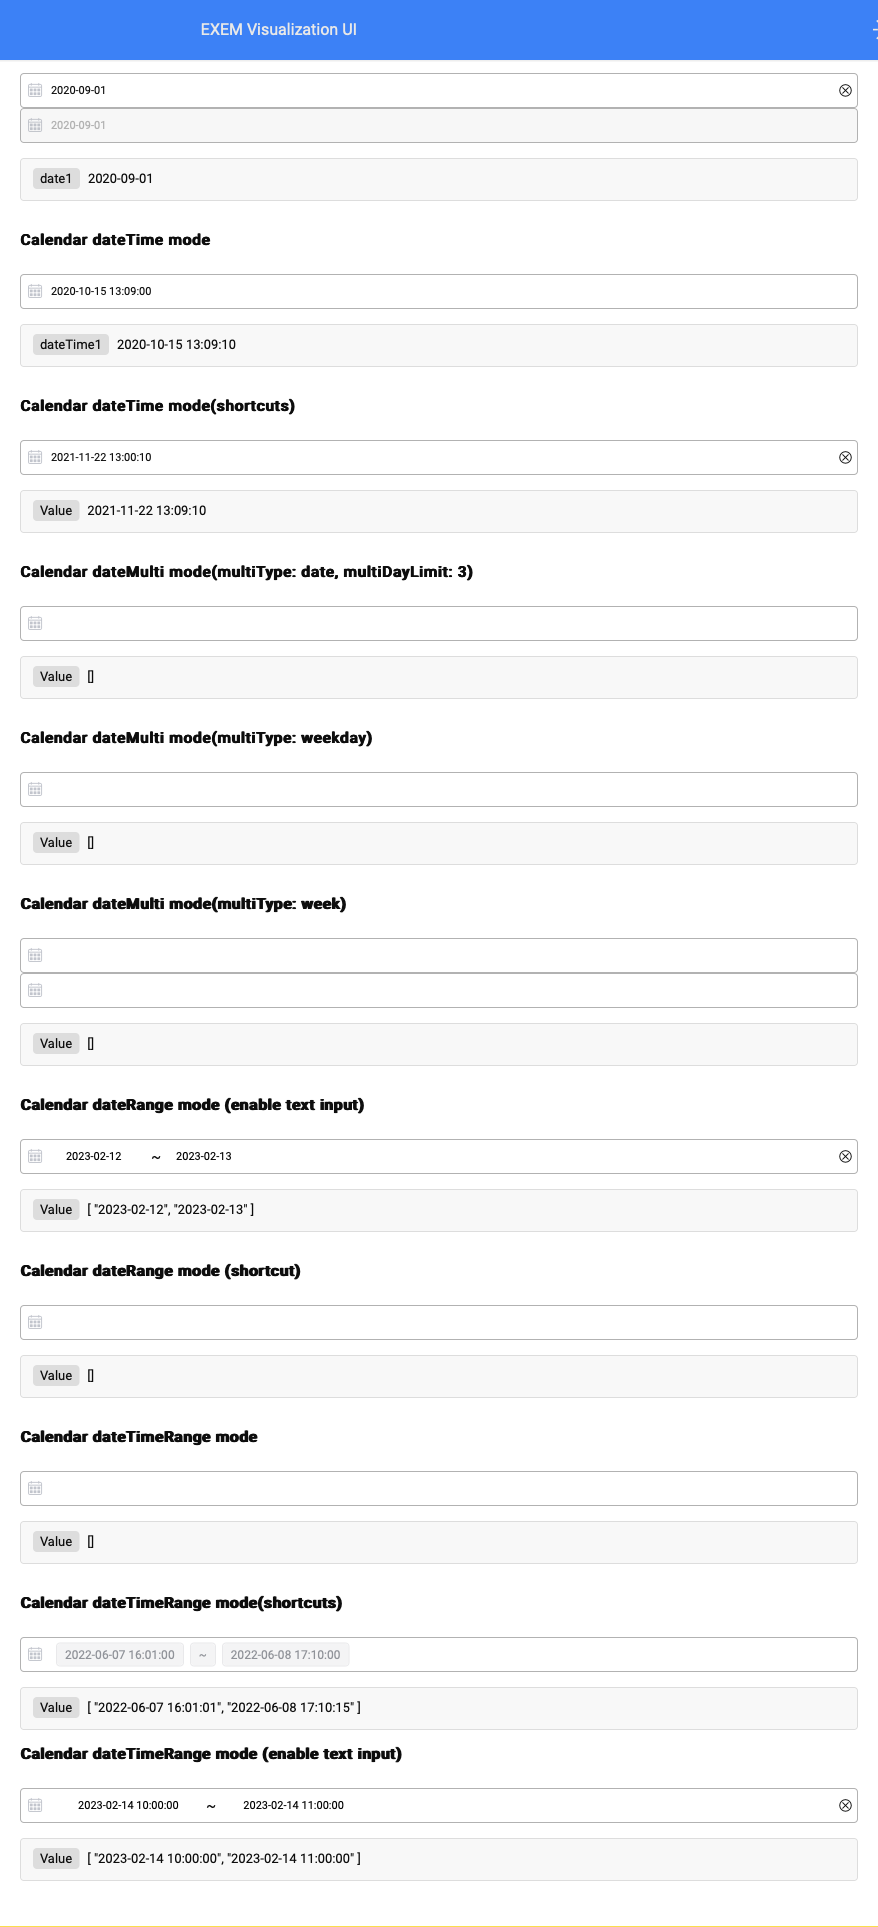 EXEM Visualization UI
2020-09-01
2020-09-01
date1 2020-09-01
Calendar dateTime mode
2020-10-15 13:09:00
dateTime1 2020-10-15 13:09:10
Calendar dateTime mode(shortcuts)
2021-11-22 13:00:10
Value 2021-11-22 13:09:10
Calendar dateMulti mode(multiType: date, multiDayLimit: 3)
Value []
Calendar dateMulti mode(multiType: weekday)
Value []
Calendar dateMulti mode(multiType: week)
Value []
Calendar dateRange mode (enable text input)
2023-02-12 ~ 2023-02-13
Value [ "2023-02-12", "2023-02-13" ]
Calendar dateRange mode (shortcut)
Value []
Calendar dateTimeRange mode
Value []
Calendar dateTimeRange mode(shortcuts)
2022-06-07 16:01:00 ~ 2022-06-08 17:10:00
Value [ "2022-06-07 16:01:01", "2022-06-08 17:10:15" ]
Calendar dateTimeRange mode (enable text input)
2023-02-14 10:00:00 ~ 2023-02-14 11:00:00
Value [ "2023-02-14 10:00:00", "2023-02-14 11:00:00" ]